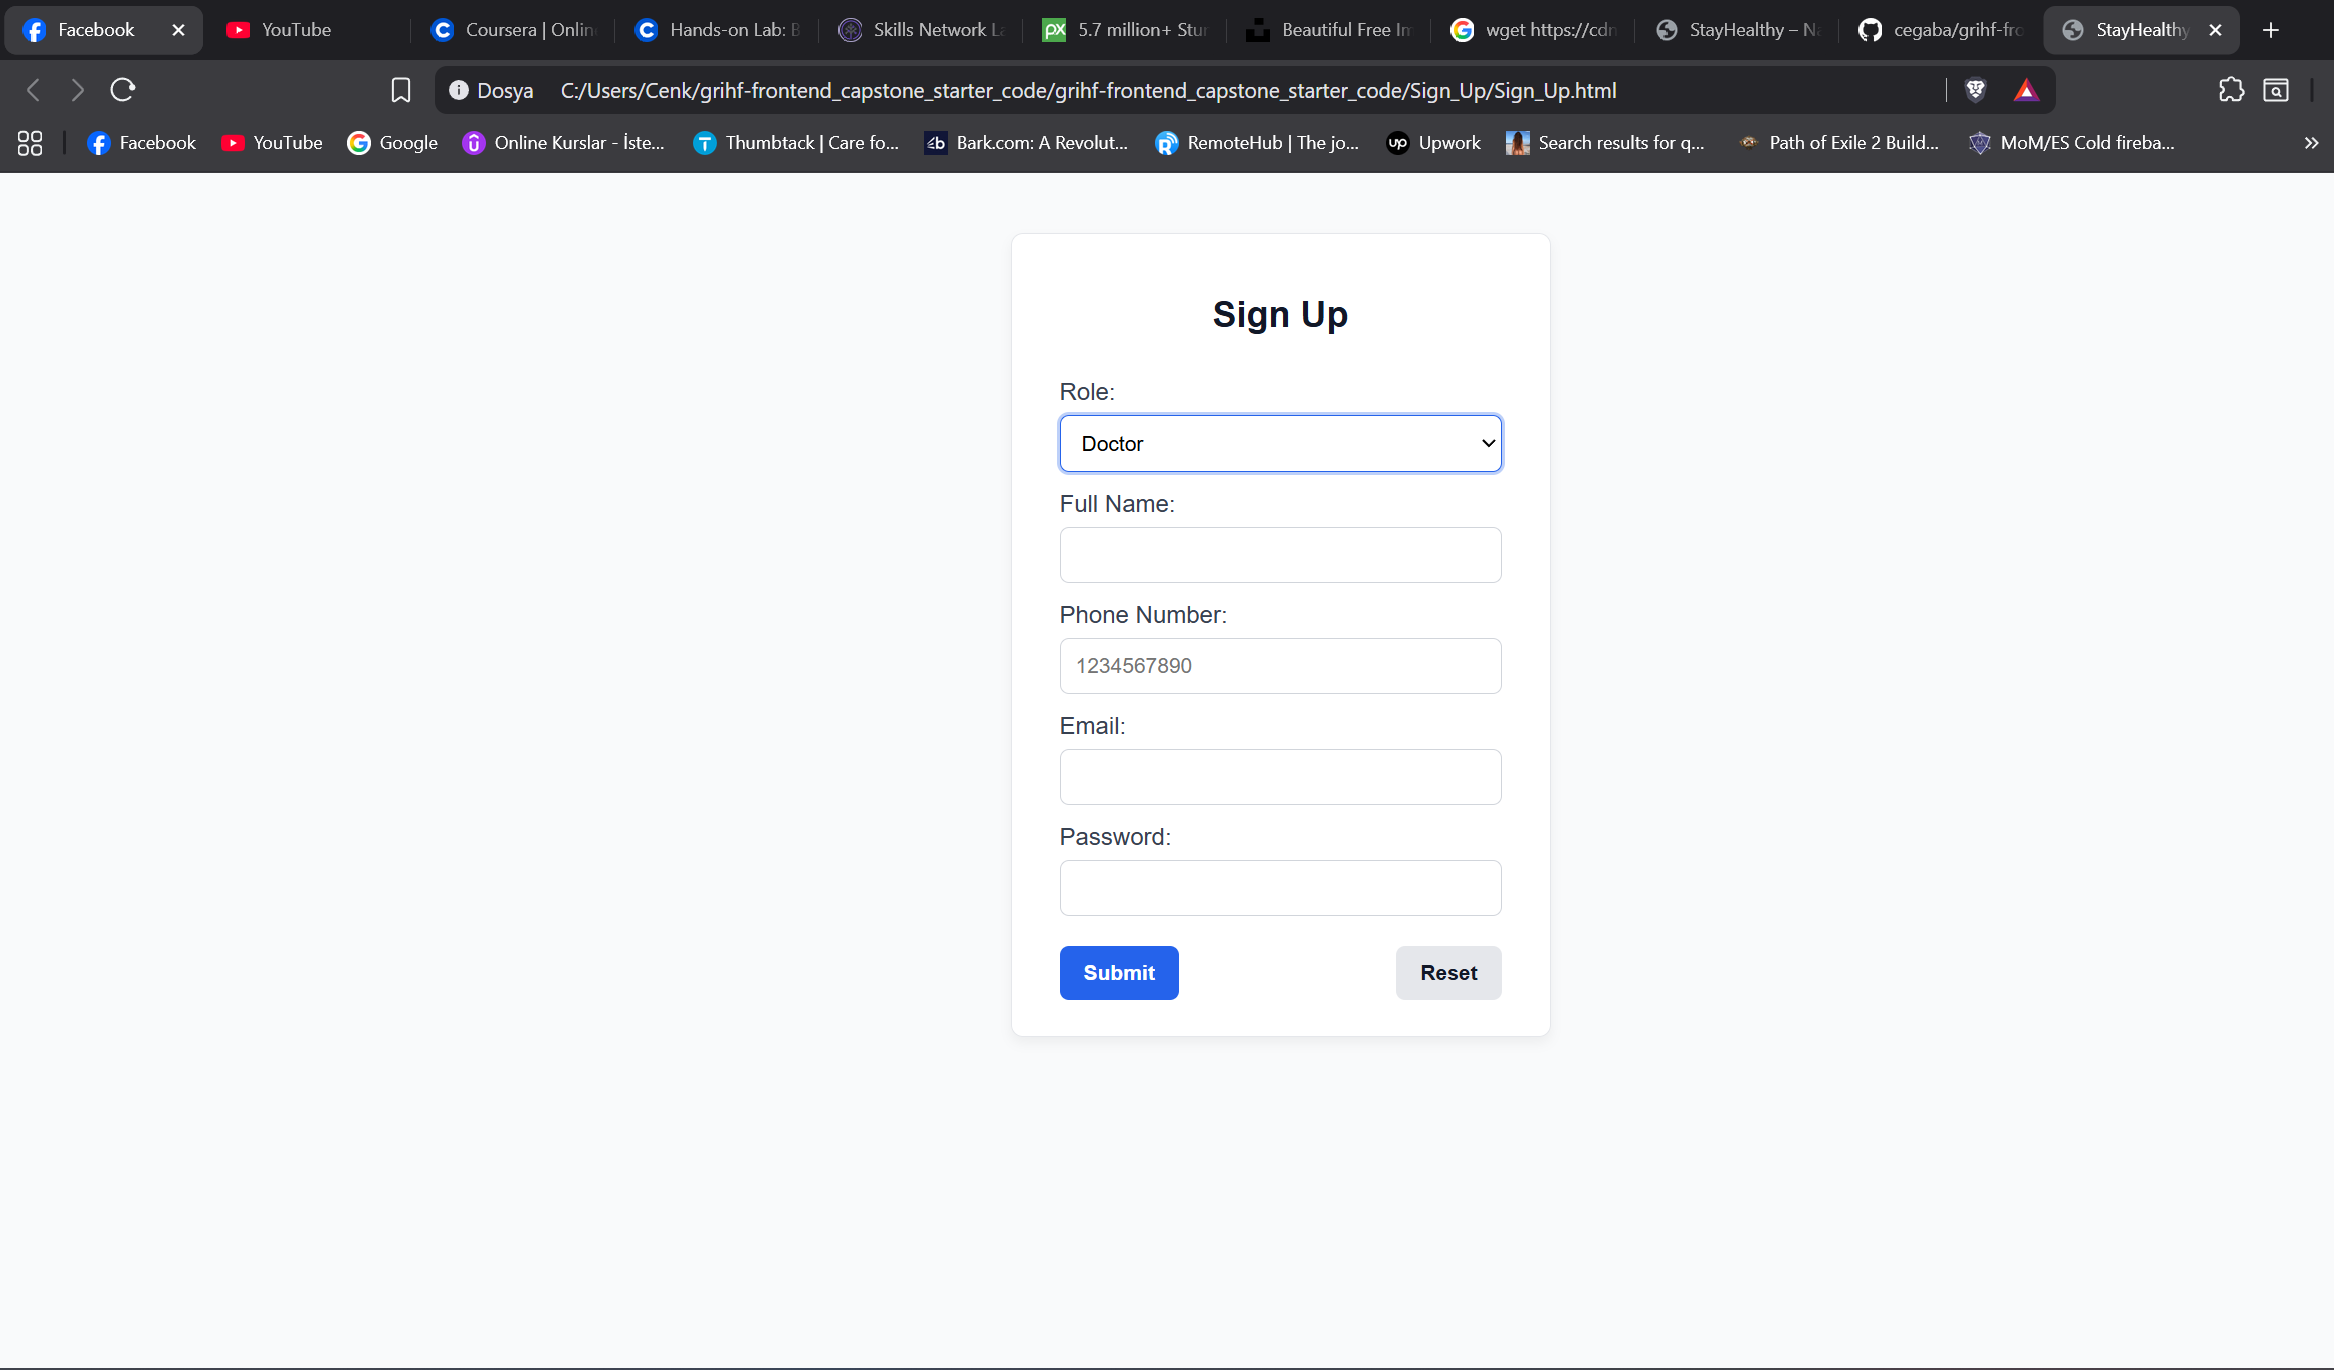 Facebook
YouTube
Coursera | Onlin
Hands-on Lab: B
Skills Network La
5.7 million+ Stun
Beautiful Free Im
wget https://cdn
StayHealthy – Na
cegaba/grihf-fro
StayHealthy
Dosya C:/Users/Cenk/grihf-frontend_capstone_starter_code/grihf-frontend_capstone_starter_code/Sign_Up/Sign_Up.html
Facebook
YouTube
Google
Online Kurslar - İste...
Thumbtack | Care fo...
Bark.com: A Revolut...
RemoteHub | The jo...
Upwork
Search results for q...
Path of Exile 2 Build...
MoM/ES Cold fireba...
Sign Up
Role:
Doctor
Full Name:
Phone Number:
1234567890
Email:
Password:
Submit
Reset